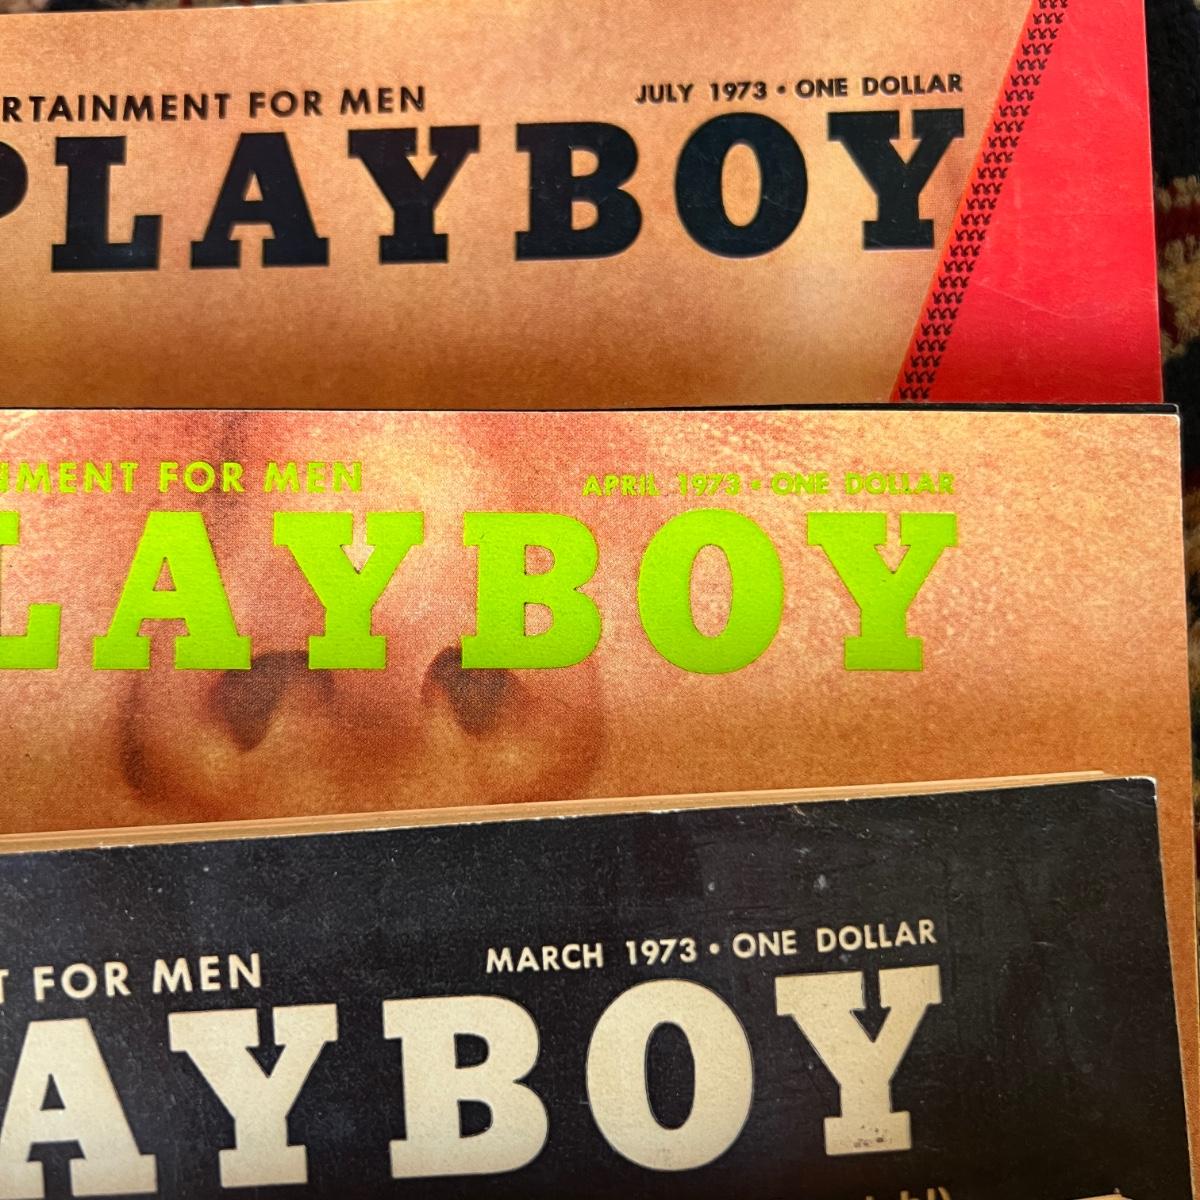 RTAINMENT FOR MEN JULY 1973 • ONE DOLLAR
PLAYBOY
NMENT FOR MEN APRIL 1973 • ONE DOLLAR
LAYBOY
T FOR MEN MARCH 1973 • ONE DOLLAR
AYBOY